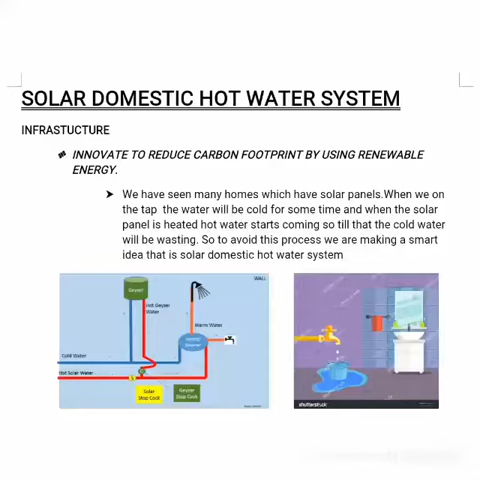 SOLAR DOMESTIC HOT WATER SYSTEM
INFRASTUCTURE
INNOVATE TO REDUCE CARBON FOOTPRINT BY USING RENEWABLE
ENERGY.
We have seen many homes which have solar panels.When we on
the tap the water will be cold for some time and when the solar
panel is heated hot water starts coming so till that the cold water
will be wasting. So to avoid this process we are making a smart
idea that is solar domestic hot water system
WALL
Geyser
Hot Geyser
Water
Warm Water
Cold Water
Hot Solar Water
Solar
Stop Cock
Geyser
Stop Cock
shutterstock